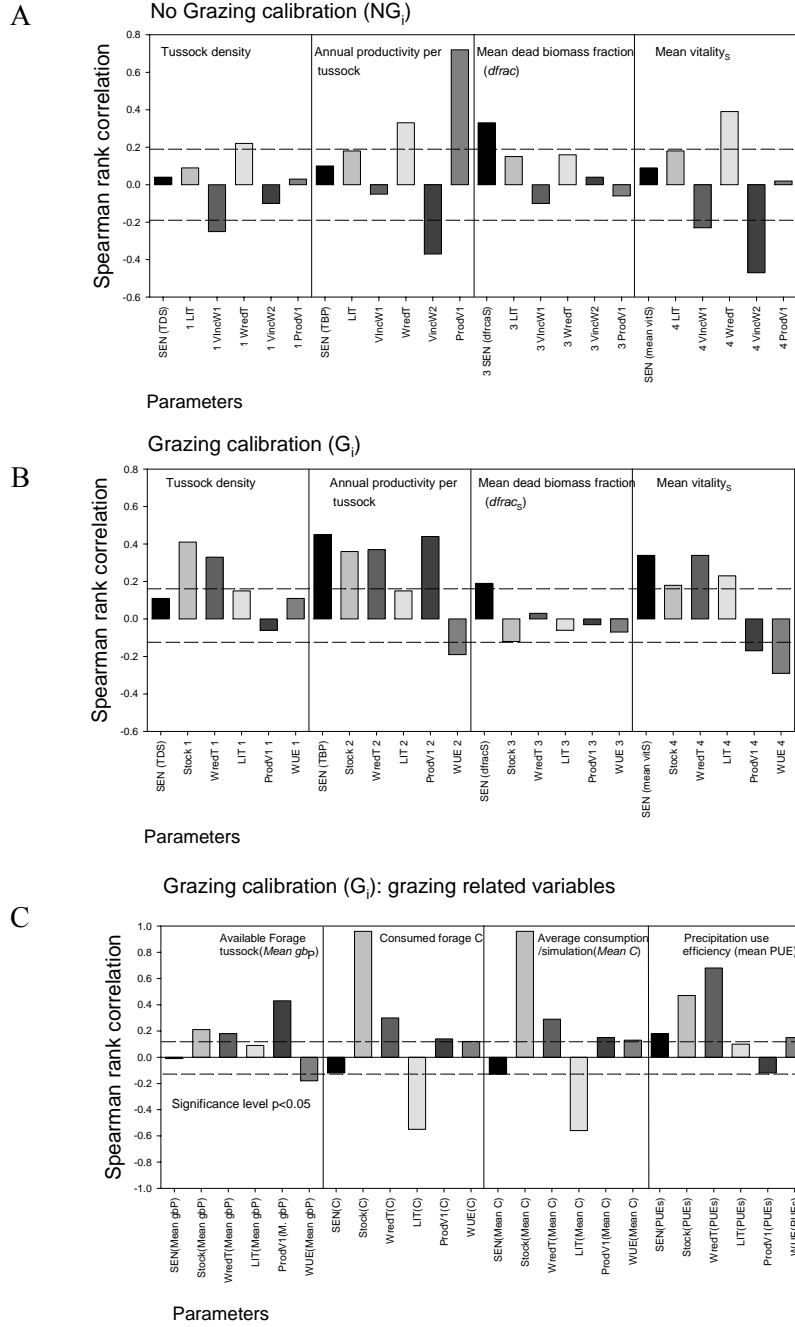 A
No Grazing calibration (NGi)
Tussock density
Annual productivity per
tussock
Mean dead biomass fraction
(dfrac)
Mean vitalityS
Spearman rank correlation
0.8
0.6
0.4
0.2
0.0
-0.2
-0.4
-0.6
SEN (TDS)
1 LIT
1 VIncW1
1 WredT
1 VincW2
1 ProdV1
SEN (TBP)
LIT
VIncW1
WredT
VincW2
ProdV1
3 SEN (dfrcaS)
3 LIT
3 VIncW1
3 WredT
3 VincW2
3 ProdV1
SEN (mean vitS)
4 LIT
4 VIncW1
4 WredT
4 VincW2
4 ProdV1
Parameters
B
Grazing calibration (Gi)
Tussock density
Annual productivity per
tussock
Mean dead biomass fraction
(dfracS)
Mean vitalityS
Spearman rank correlation
0.8
0.6
0.4
0.2
0.0
-0.2
-0.4
-0.6
SEN (TDS)
Stock 1
WredT 1
LIT 1
ProdV1 1
WUE 1
SEN (TBP)
Stock 2
WredT 2
LIT 2
ProdV1 2
WUE 2
SEN (dfracS)
Stock 3
WredT 3
LIT 3
ProdV1 3
WUE 3
SEN (mean vitS)
Stock 4
WredT 4
LIT 4
ProdV1 4
WUE 4
Parameters
C
Grazing calibration (Gi): grazing related variables
Available Forage
tussock(Mean gbP)
Consumed forage C
Average consumption
/simulation(Mean C)
Precipitation use
efficiency (mean PUE)
Spearman rank correlation
1.0
0.8
0.6
0.4
0.2
0.0
-0.2
-0.4
-0.6
-0.8
-1.0
Significance level p<0.05
SEN(Mean gbP)
Stock(Mean gbP)
WredT(Mean gbP)
LIT(Mean gbP)
ProdV1(M. gbP)
WUE(Mean gbP)
SEN(C)
Stock(C)
WredT(C)
LIT(C)
ProdV1(C)
WUE(C)
SEN(Mean C)
Stock(Mean C)
WredT(Mean C)
LIT(Mean C)
ProdV1(Mean C)
WUE(Mean C)
SEN(PUEs)
Stock(PUEs)
WredT(PUEs)
LIT(PUEs)
ProdV1(PUEs)
WUE(PUEs)
Parameters